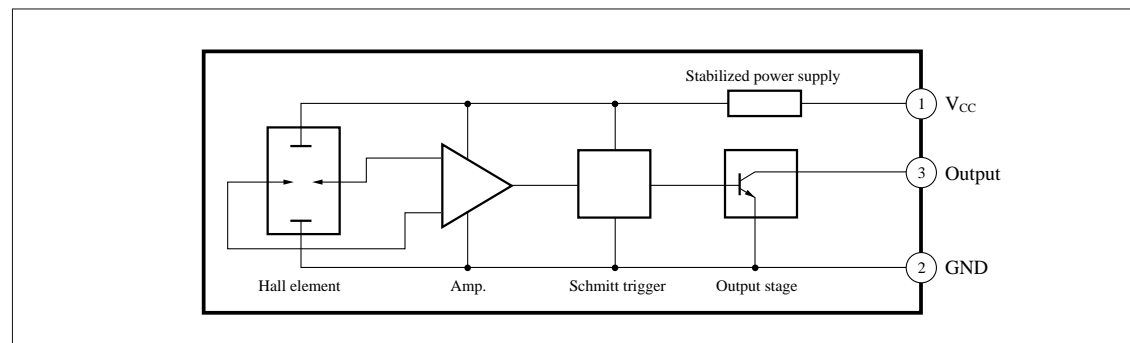 Stabilized power supply
1 VCC
3 Output
2 GND
Hall element Amp. Schmitt trigger Output stage